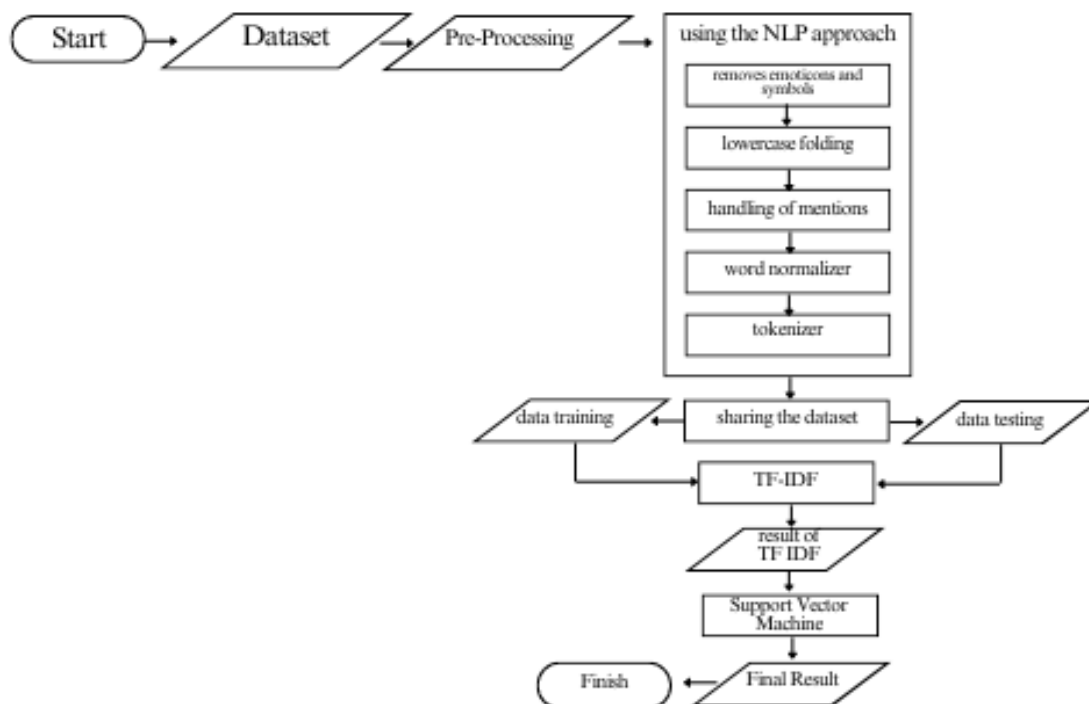 Start
Dataset
Pre-Processing
using the NLP approach
removes emoticons and
symbols
lowercase folding
handling of mentions
word normalizer
tokenizer
data training
sharing the dataset
data testing
TF-IDF
result of
TF IDF
Support Vector
Machine
Finish
Final Result